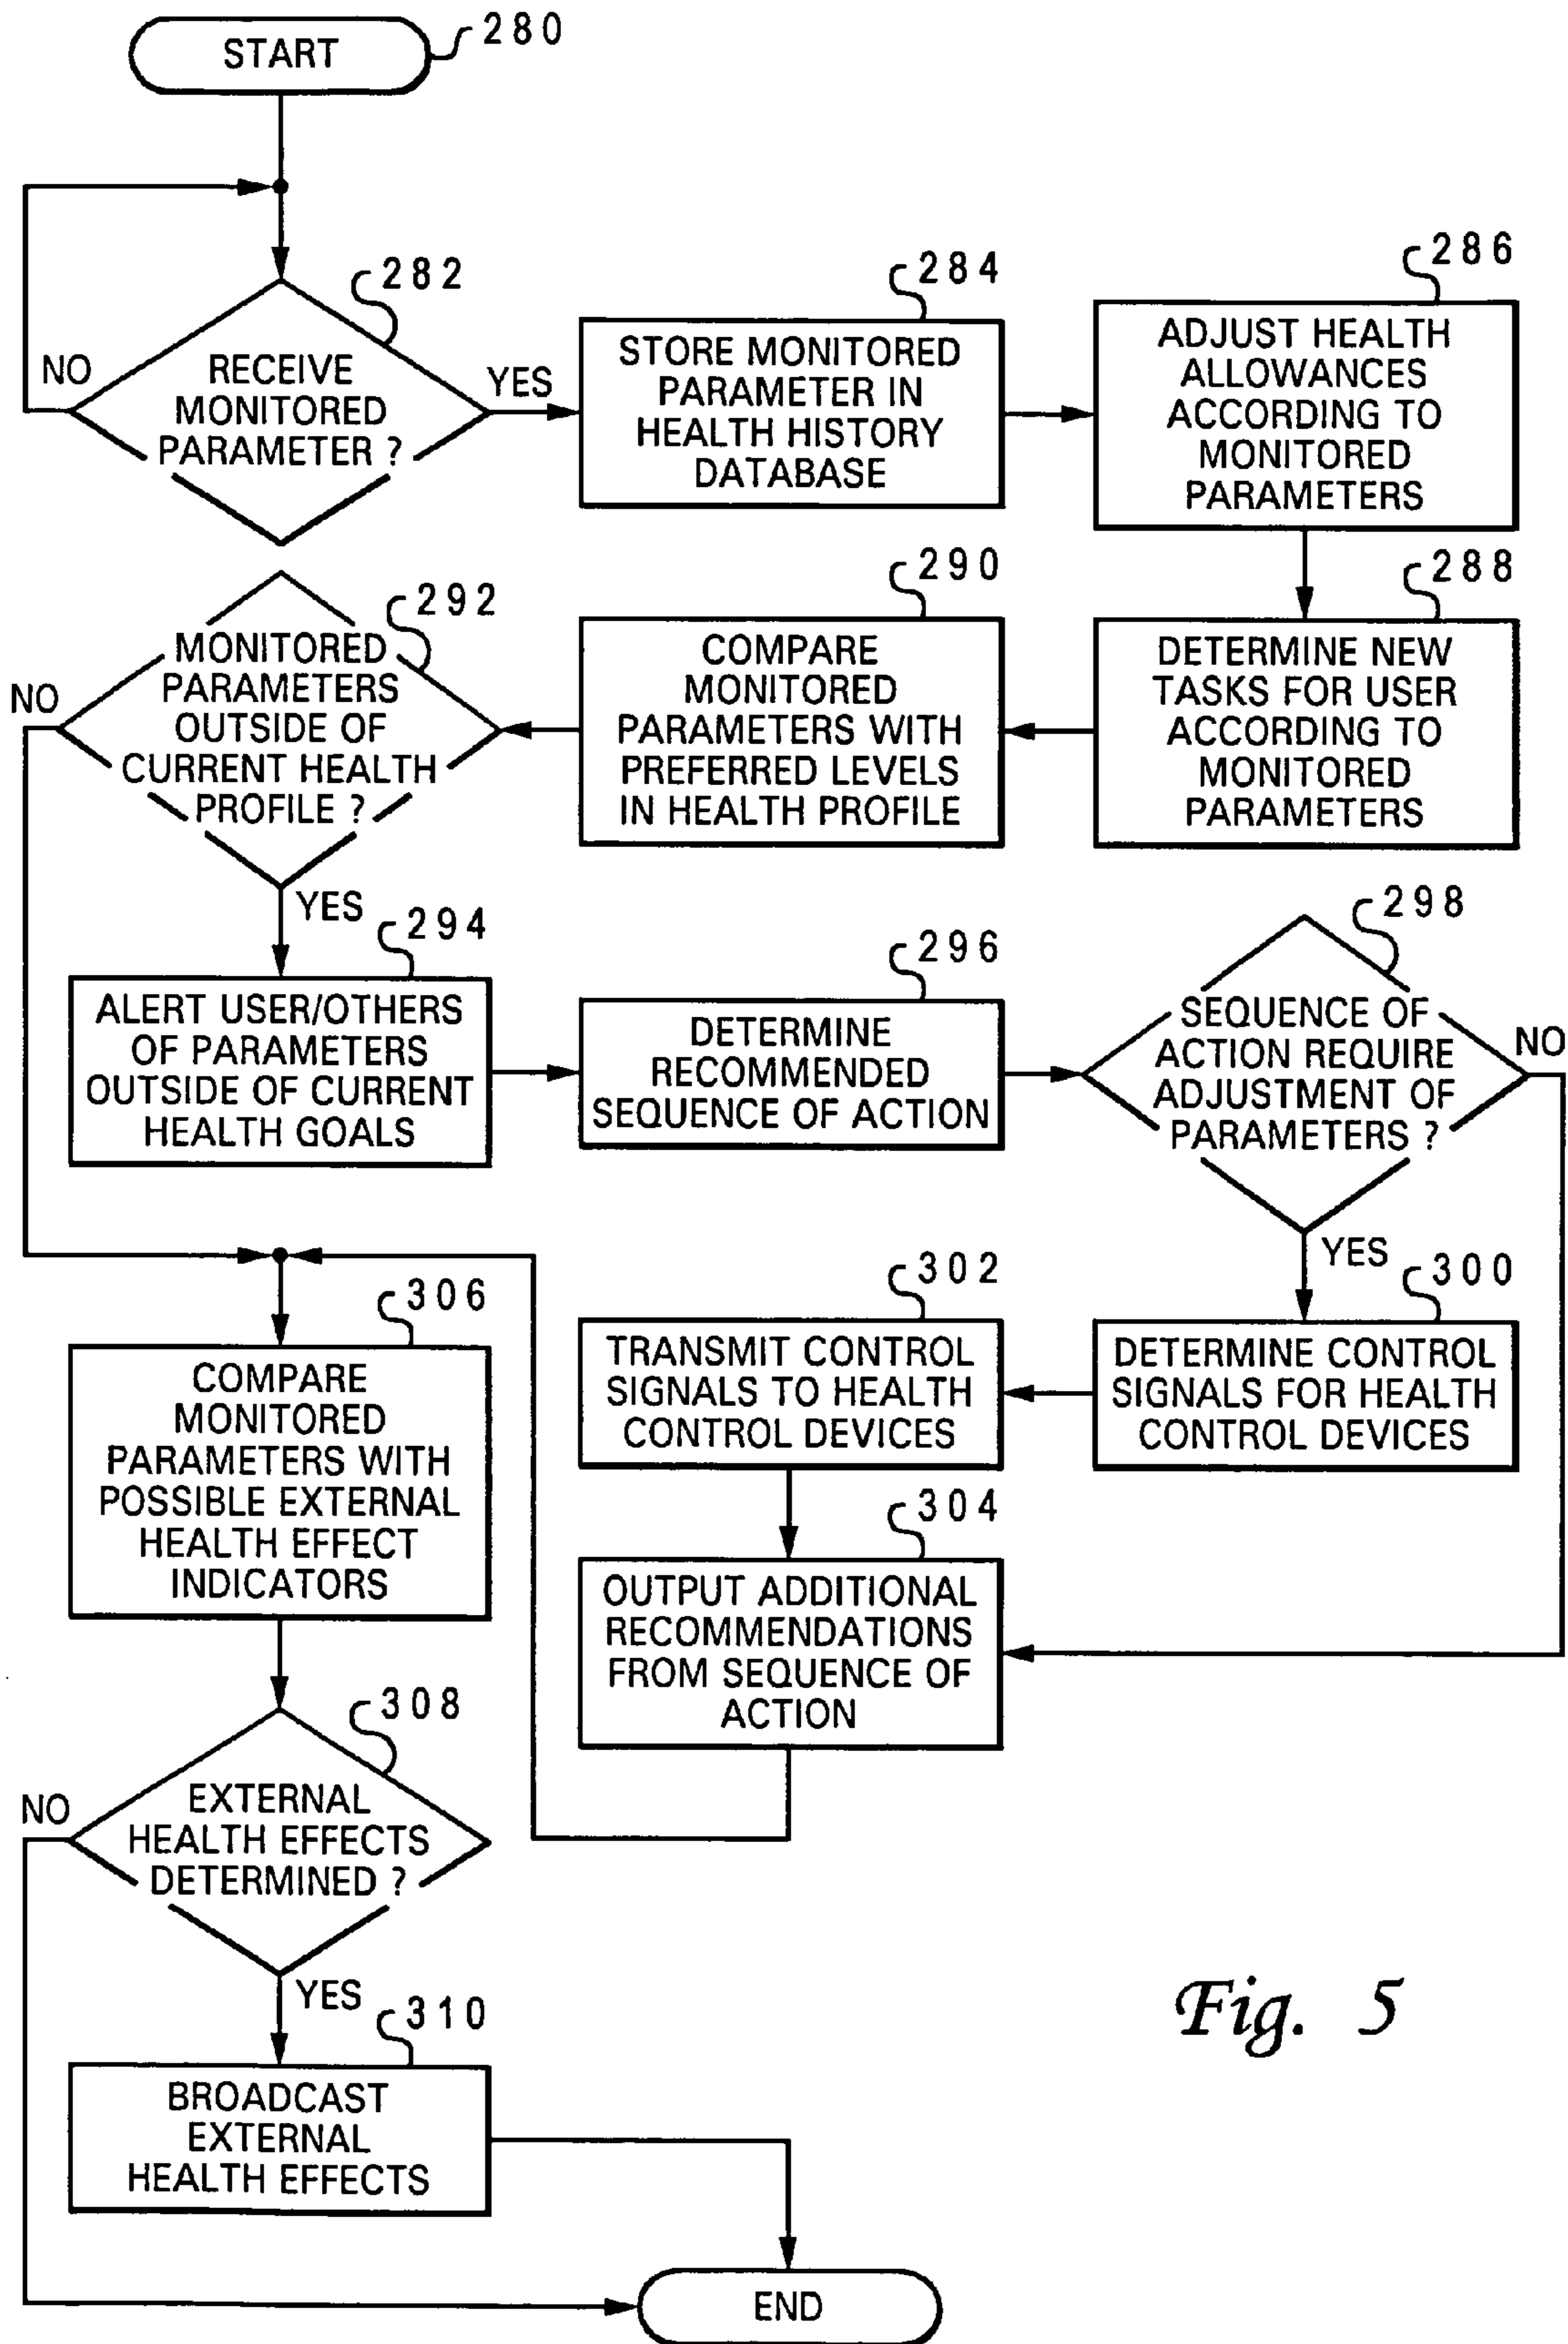 START
280
282
RECEIVE
MONITORED
PARAMETER ?
NO
YES
284
STORE MONITORED
PARAMETER IN
HEALTH HISTORY
DATABASE
286
ADJUST HEALTH
ALLOWANCES
ACCORDING TO
MONITORED
PARAMETERS
288
DETERMINE NEW
TASKS FOR USER
ACCORDING TO
MONITORED
PARAMETERS
290
COMPARE
MONITORED
PARAMETERS WITH
PREFERRED LEVELS
IN HEALTH PROFILE
292
MONITORED
PARAMETERS
OUTSIDE OF
CURRENT HEALTH
PROFILE ?
NO
YES
294
ALERT USER/OTHERS
OF PARAMETERS
OUTSIDE OF CURRENT
HEALTH GOALS
296
DETERMINE
RECOMMENDED
SEQUENCE OF ACTION
298
SEQUENCE OF
ACTION REQUIRE
ADJUSTMENT OF
PARAMETERS ?
NO
YES
300
DETERMINE CONTROL
SIGNALS FOR HEALTH
CONTROL DEVICES
302
TRANSMIT CONTROL
SIGNALS TO HEALTH
CONTROL DEVICES
304
OUTPUT ADDITIONAL
RECOMMENDATIONS
FROM SEQUENCE OF
ACTION
306
COMPARE
MONITORED
PARAMETERS WITH
POSSIBLE EXTERNAL
HEALTH EFFECT
INDICATORS
308
EXTERNAL
HEALTH EFFECTS
DETERMINED ?
NO
YES
310
BROADCAST
EXTERNAL
HEALTH EFFECTS
END
Fig. 5